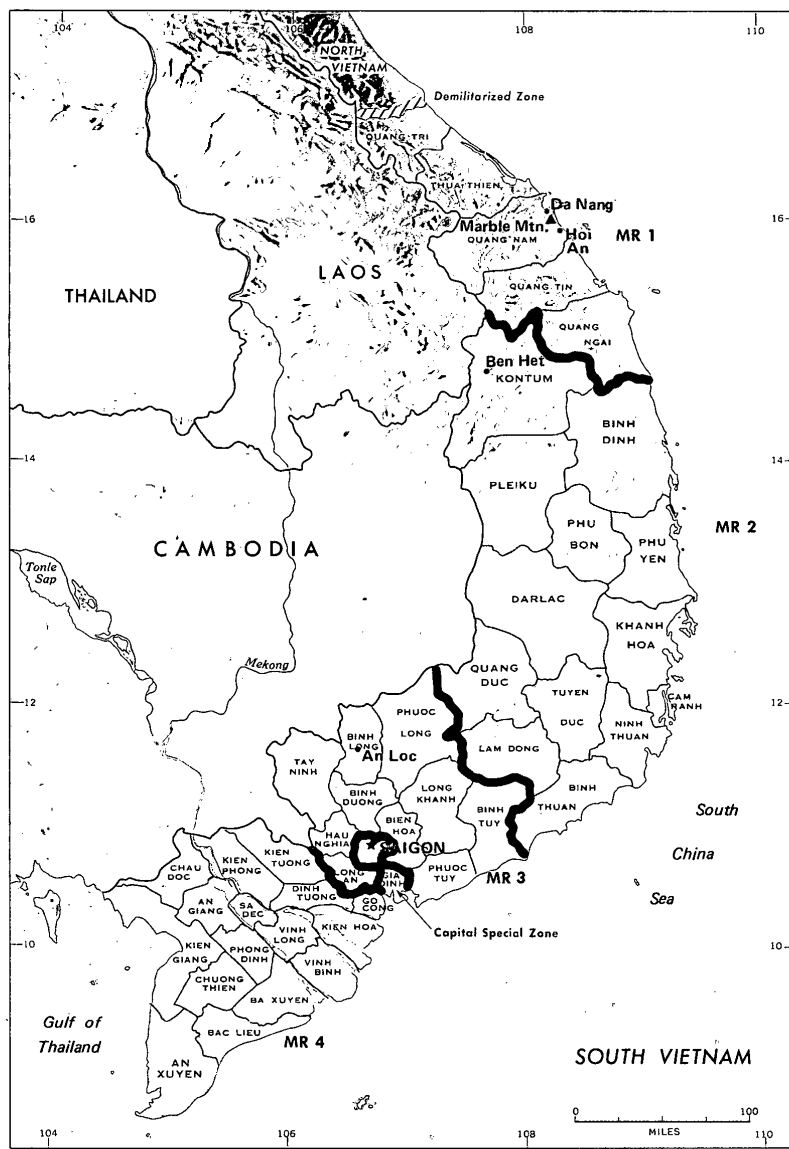 104
106
108
110
NORTH
VIETNAM
Demilitarized Zone
QUANG TRI
THUA THIEN
16
Da Nang
16
Marble Mtn.
Hoi
An
MR 1
QUANG NAM
LAOS
THAILAND
QUANG TIN
QUANG
NGAI
Ben Het
KONTUM
BINH
DINH
14
14
PLEIKU
PHU
BON
MR 2
PHU
YEN
CAMBODIA
Tonle
Sap
DARLAC
KHANH
HOA
Mekong
QUANG
DUC
TUYEN
DUC
CAM
RANH
12
12
PHUOC
LONG
NINH
THUAN
BINH
LONG
An Loc
LAM DONG
TAY
NINH
BINH
DUONG
LONG
KHANH
BINH
TUY
BINH
THUAN
South
China
Sea
BIEN
HOA
HAU
NGHIA
SAIGON
KIEN
TUONG
KIEN
PHONG
CHAU
DOC
LONG
AN
GIA
DINH
PHUOC
TUY
MR 3
DINH
TUONG
GO
CONG
AN
GIANG
SA
DEC
Capital Special Zone
10
10
VINH
LONG
KIEN HOA
KIEN
GIANG
PHONG
DINH
VINH
BINH
CHUONG
THIEN
BA XUYEN
Gulf of
Thailand
BAC LIEU
MR 4
AN
XUYEN
SOUTH VIETNAM
0
100
MILES
104
106
108